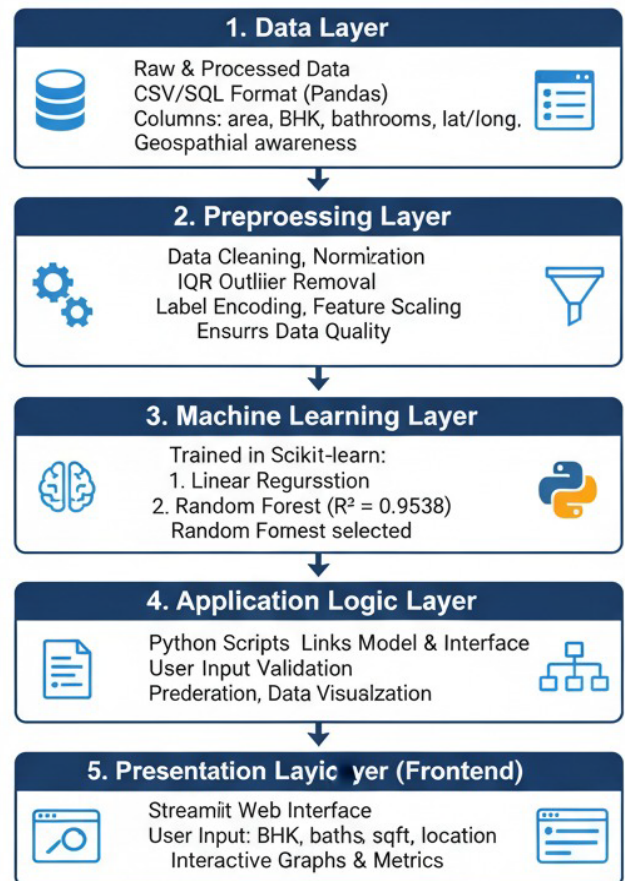 1. Data Layer
Raw & Processed Data
CSV/SQL Format (Pandas)
Columns: area, BHK, bathrooms, lat/long.
Geospathial awareness
2. Preproessing Layer
Data Cleaning, Normization
IQR Outliier Removal
Label Encoding, Feature Scaling
Ensurrs Data Quality
3. Machine Learning Layer
Trained in Scikit-learn:
1. Linear Regursstion
2. Random Forest (R² = 0.9538)
Random Fomest selected
4. Application Logic Layer
Python Scripts Links Model & Interface
User Input Validation
Prederation, Data Visualzation
5. Presentation Layic yer (Frontend)
Streamiit Web Interface
User Input: BHK, baths, sqft, location
Interactive Graphs & Metrics